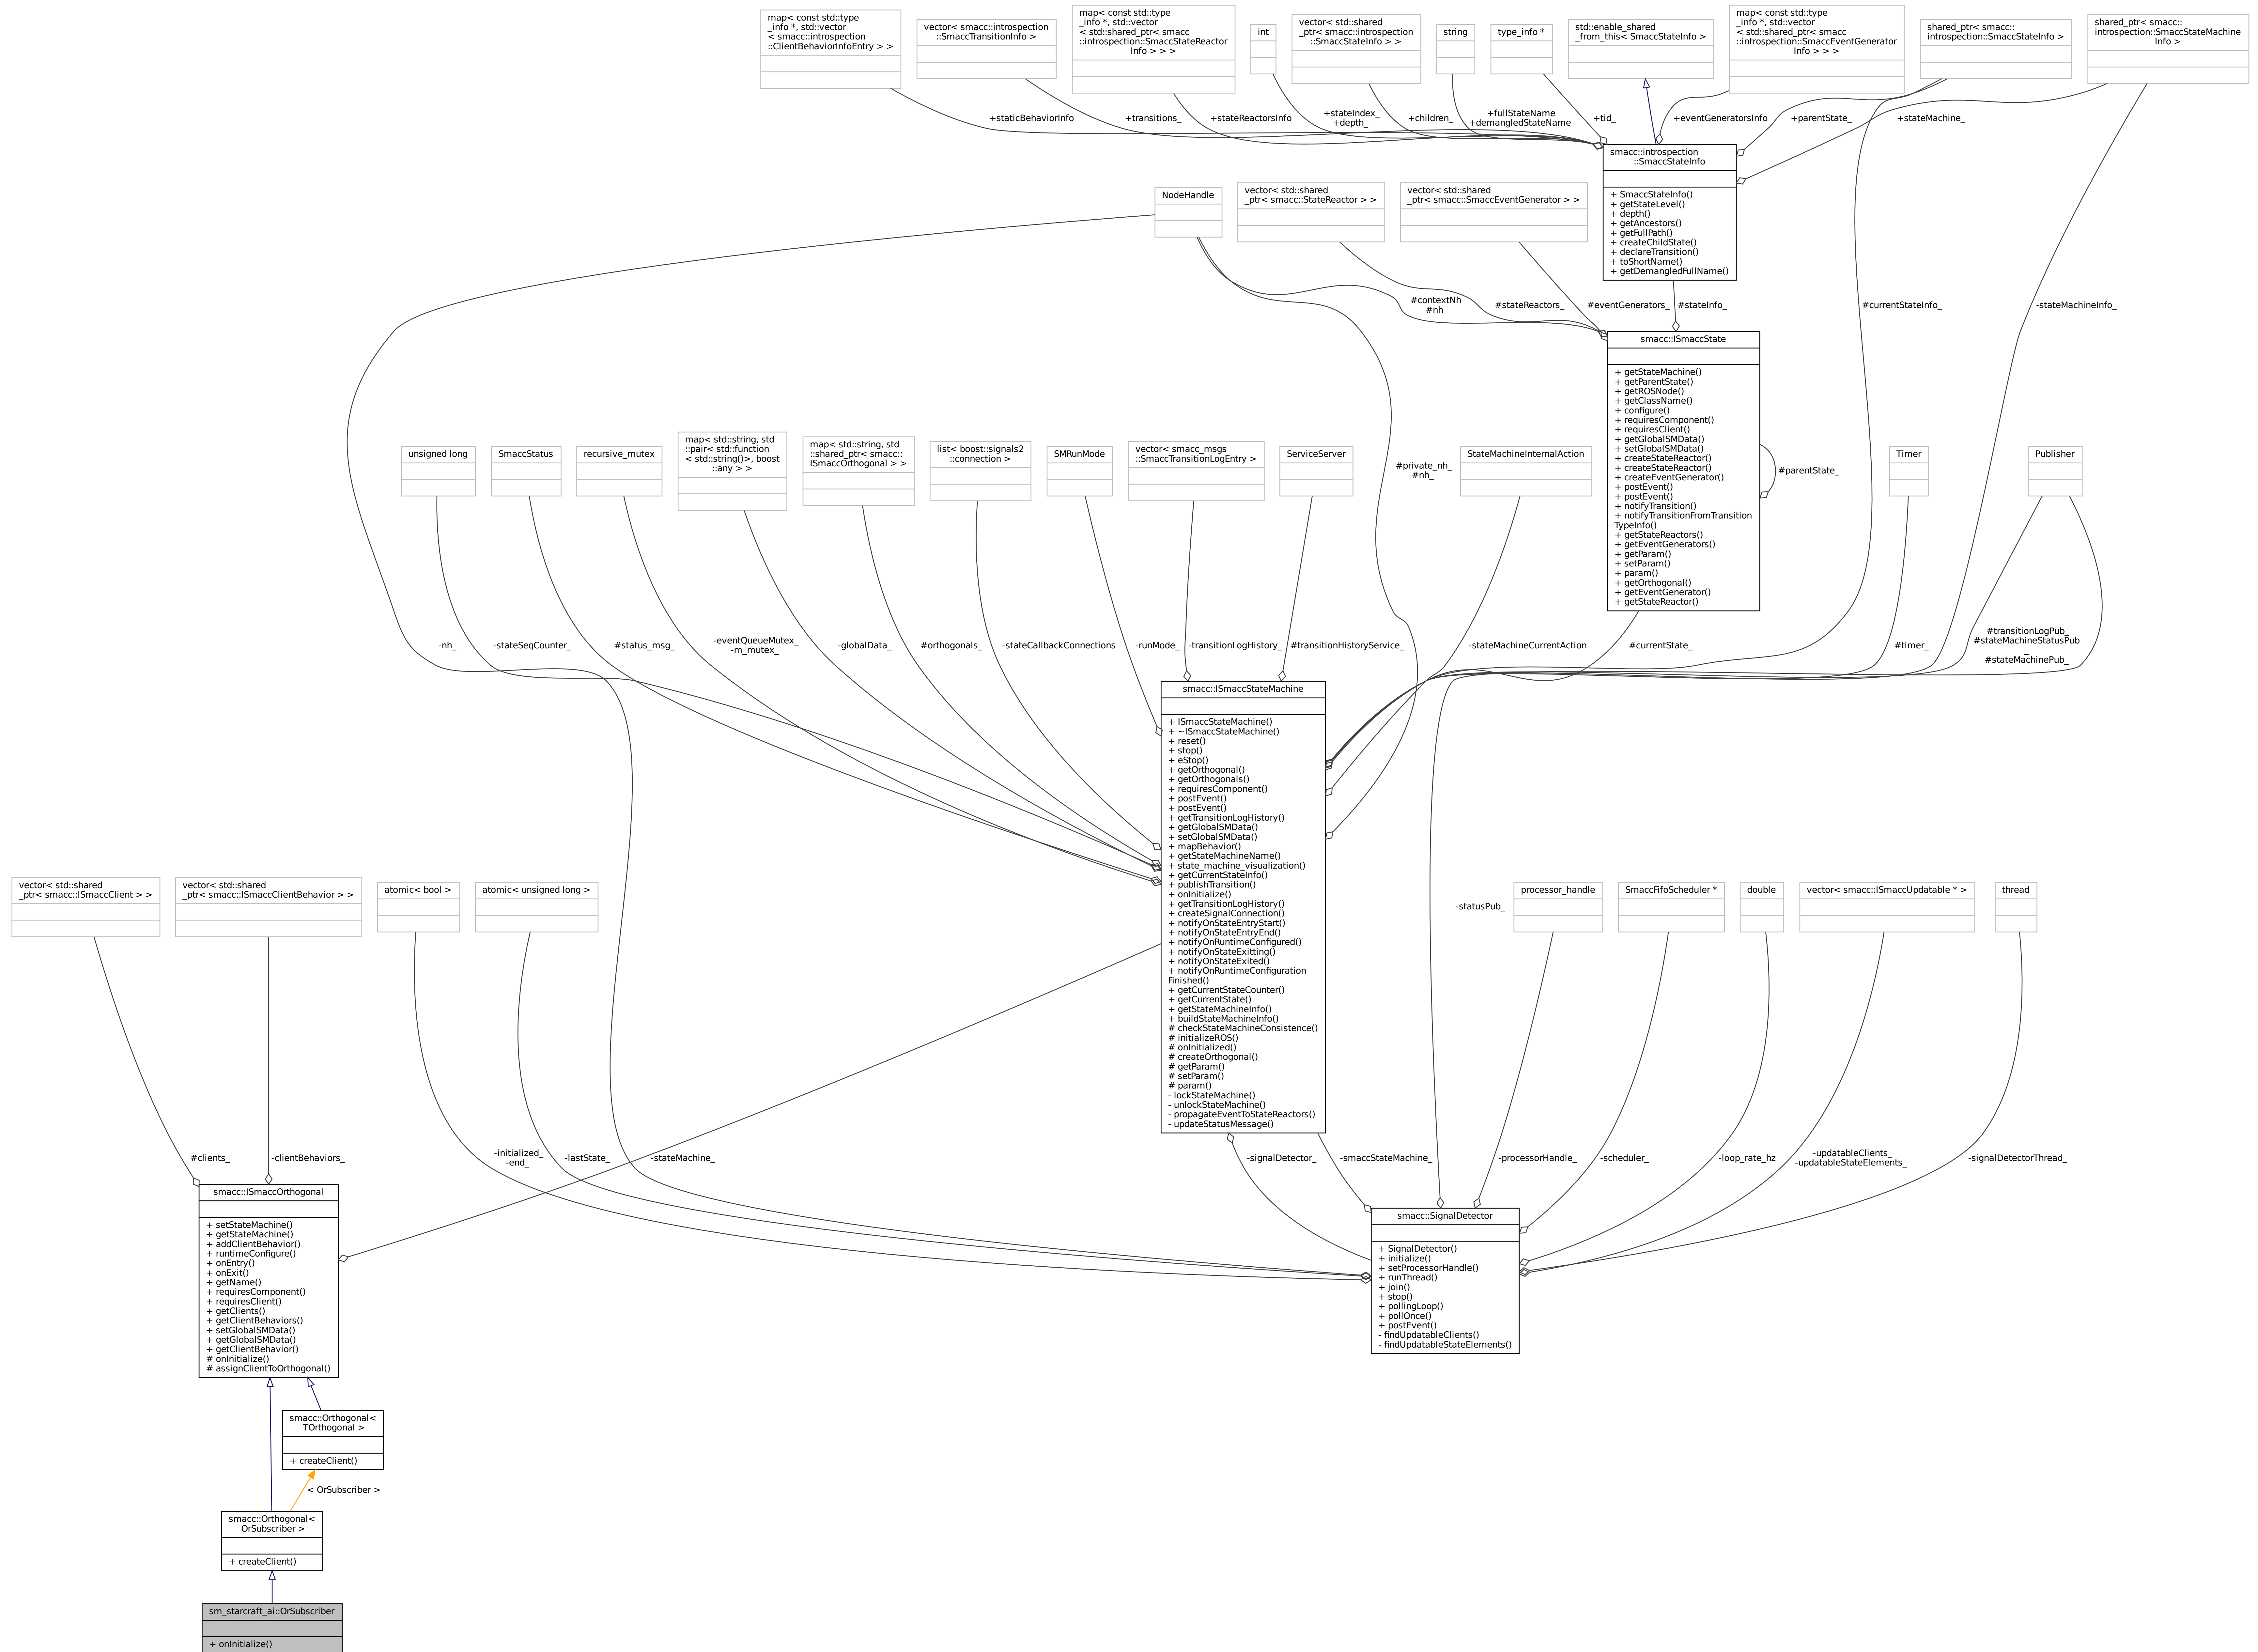 map< const std::type
_info *, std::vector
< smacc::introspection
::ClientBehaviorInfoEntry > >
vector< smacc::introspection
::SmaccTransitionInfo >
map< const std::type
_info *, std::vector
< std::shared_ptr< smacc
::introspection::SmaccStateReactor
Info > > >
int
vector< std::shared
_ptr< smacc::introspection
::SmaccStateInfo > >
string
type_info *
std::enable_shared
_from_this< SmaccStateInfo >
map< const std::type
_info *, std::vector
< std::shared_ptr< smacc
::introspection::SmaccEventGenerator
Info > > >
shared_ptr< smacc::
introspection::SmaccStateInfo >
shared_ptr< smacc::
introspection::SmaccStateMachine
Info >
+staticBehaviorInfo
+transitions_
+stateReactorsInfo
+stateIndex_
+depth_
+children_
+fullStateName
+demangledStateName
+tid_
+eventGeneratorsInfo
+parentState_
+stateMachine_
smacc::introspection
::SmaccStateInfo
+ SmaccStateInfo()
+ getStateLevel()
+ depth()
+ getAncestors()
+ getFullPath()
+ createChildState()
+ declareTransition()
+ toShortName()
+ getDemangledFullName()
NodeHandle
vector< std::shared
_ptr< smacc::StateReactor > >
vector< std::shared
_ptr< smacc::SmaccEventGenerator > >
#contextNh
#nh
#stateReactors_
#eventGenerators_
#stateInfo_
#currentStateInfo_
-stateMachineInfo_
smacc::ISmaccState
+ getStateMachine()
+ getParentState()
+ getROSNode()
+ getClassName()
+ configure()
+ requiresComponent()
+ requiresClient()
+ getGlobalSMData()
+ setGlobalSMData()
+ createStateReactor()
+ createStateReactor()
+ createEventGenerator()
+ postEvent()
+ postEvent()
+ notifyTransition()
+ notifyTransitionFromTransition
TypeInfo()
+ getStateReactors()
+ getEventGenerators()
+ getParam()
+ setParam()
+ param()
+ getOrthogonal()
+ getEventGenerator()
+ getStateReactor()
#parentState_
unsigned long
SmaccStatus
recursive_mutex
map< std::string, std
::pair< std::function
< std::string()>, boost
::any > >
map< std::string, std
::shared_ptr< smacc::
ISmaccOrthogonal > >
list< boost::signals2
::connection >
SMRunMode
vector< smacc_msgs
::SmaccTransitionLogEntry >
ServiceServer
#private_nh_
#nh_
StateMachineInternalAction
Timer
Publisher
-nh_
-stateSeqCounter_
#status_msg_
-eventQueueMutex_
-m_mutex_
-globalData_
#orthogonals_
-stateCallbackConnections
-runMode_
-transitionLogHistory_
#transitionHistoryService_
-stateMachineCurrentAction
#currentState_
#timer_
#transitionLogPub_
#stateMachineStatusPub
_
#stateMachinePub_
smacc::ISmaccStateMachine
+ ISmaccStateMachine()
+ ~ISmaccStateMachine()
+ reset()
+ stop()
+ eStop()
+ getOrthogonal()
+ getOrthogonals()
+ requiresComponent()
+ postEvent()
+ postEvent()
+ getTransitionLogHistory()
+ getGlobalSMData()
+ setGlobalSMData()
+ mapBehavior()
+ getStateMachineName()
+ state_machine_visualization()
+ getCurrentStateInfo()
+ publishTransition()
+ onInitialize()
+ getTransitionLogHistory()
+ createSignalConnection()
+ notifyOnStateEntryStart()
+ notifyOnStateEntryEnd()
+ notifyOnRuntimeConfigured()
+ notifyOnStateExitting()
+ notifyOnStateExited()
+ notifyOnRuntimeConfiguration
Finished()
+ getCurrentStateCounter()
+ getCurrentState()
+ getStateMachineInfo()
+ buildStateMachineInfo()
# checkStateMachineConsistence()
# initializeROS()
# onInitialized()
# createOrthogonal()
# getParam()
# setParam()
# param()
- lockStateMachine()
- unlockStateMachine()
- propagateEventToStateReactors()
- updateStatusMessage()
vector< std::shared
_ptr< smacc::ISmaccClient > >
vector< std::shared
_ptr< smacc::ISmaccClientBehavior > >
atomic< bool >
atomic< unsigned long >
-statusPub_
processor_handle
SmaccFifoScheduler *
double
vector< smacc::ISmaccUpdatable * >
thread
#clients_
-clientBehaviors_
-initialized_
-end_
-lastState_
-stateMachine_
-signalDetector_
-smaccStateMachine_
-processorHandle_
-scheduler_
-loop_rate_hz
-updatableClients_
-updatableStateElements_
-signalDetectorThread_
smacc::ISmaccOrthogonal
+ setStateMachine()
+ getStateMachine()
+ addClientBehavior()
+ runtimeConfigure()
+ onEntry()
+ onExit()
+ getName()
+ requiresComponent()
+ requiresClient()
+ getClients()
+ getClientBehaviors()
+ setGlobalSMData()
+ getGlobalSMData()
+ getClientBehavior()
# onInitialize()
# assignClientToOrthogonal()
smacc::SignalDetector
+ SignalDetector()
+ initialize()
+ setProcessorHandle()
+ runThread()
+ join()
+ stop()
+ pollingLoop()
+ pollOnce()
+ postEvent()
- findUpdatableClients()
- findUpdatableStateElements()
smacc::Orthogonal<
TOrthogonal >
+ createClient()
< OrSubscriber >
smacc::Orthogonal<
OrSubscriber >
+ createClient()
sm_starcraft_ai::OrSubscriber
+ onInitialize()